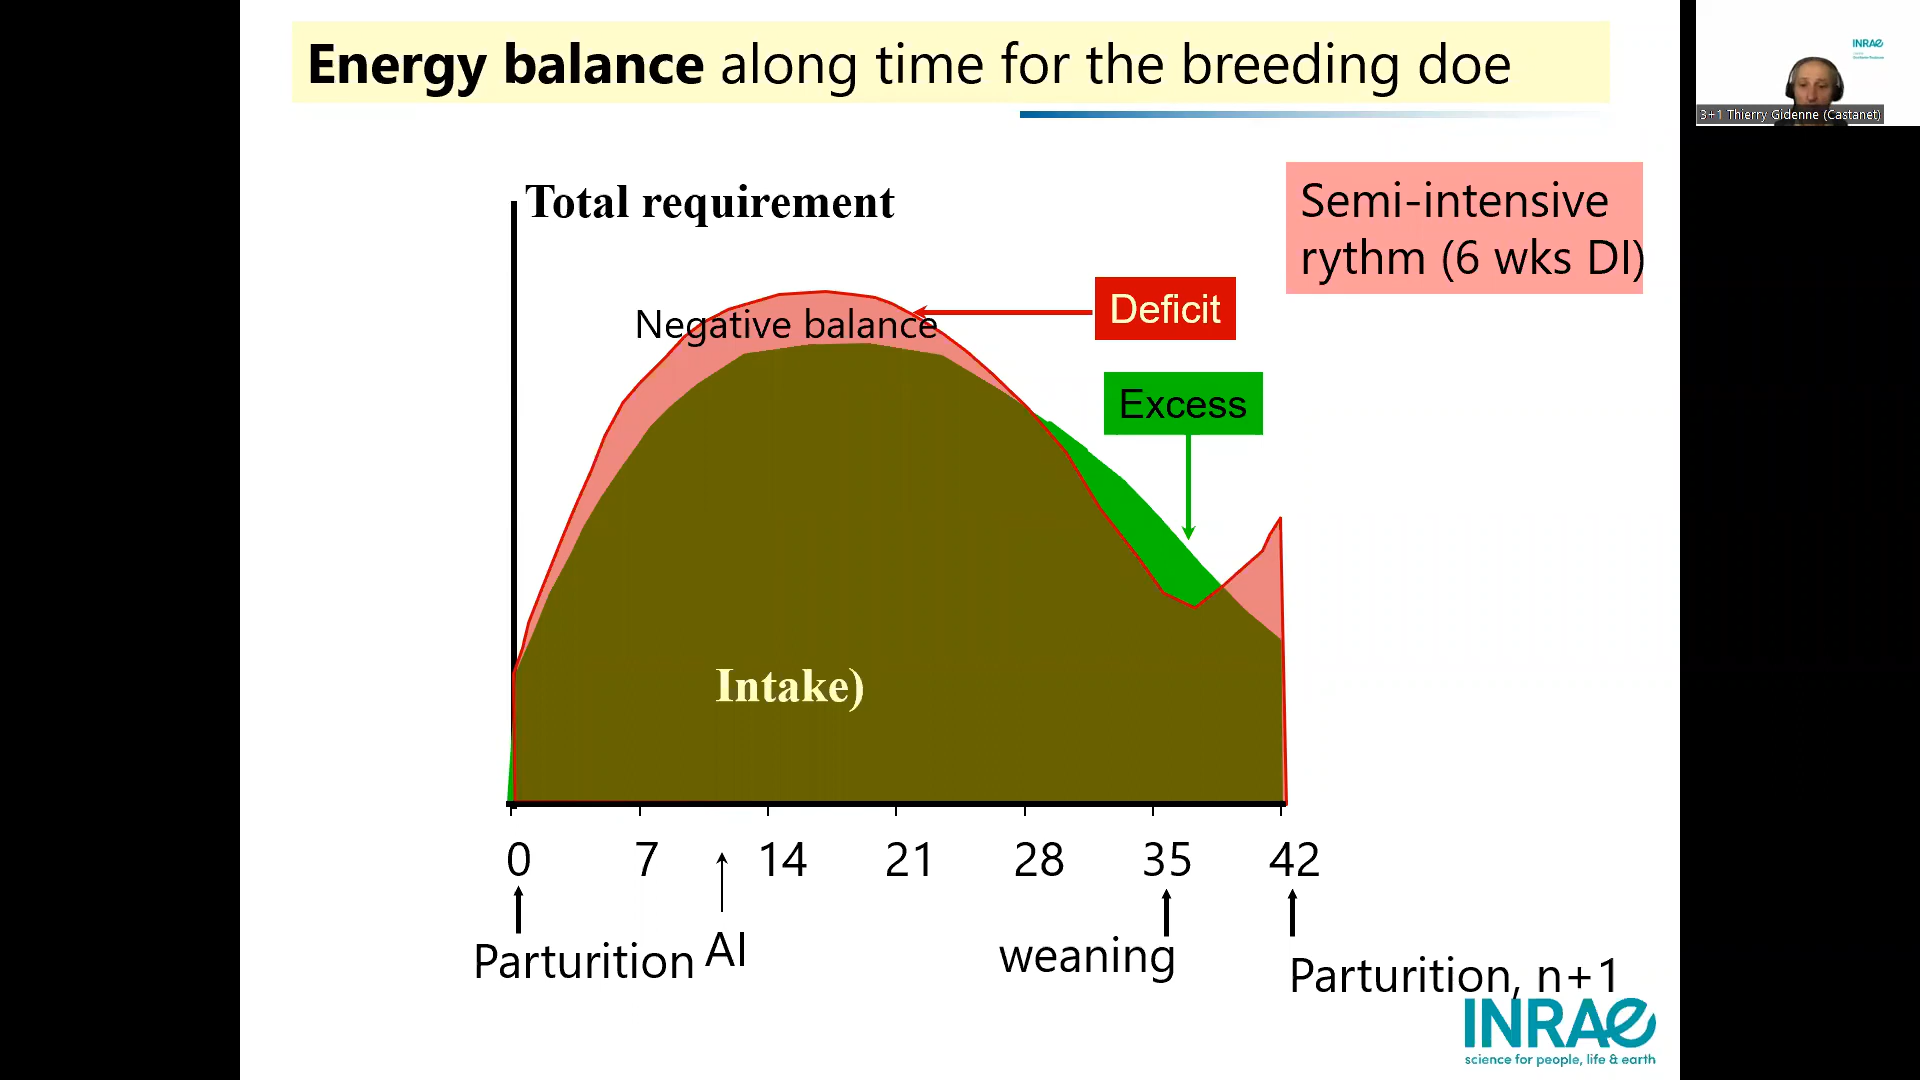 Energy balance along time for the breeding doe
INRAE
3+1 Thierry Gidenne (Castanet)
Total requirement
Semi-intensive
rythm (6 wks DI)
Deficit
Negative balance
Excess
Intake)
0 7 14 21 28 35 42
Parturition AI weaning Parturition, n+1
INRAE
science for people, life & earth